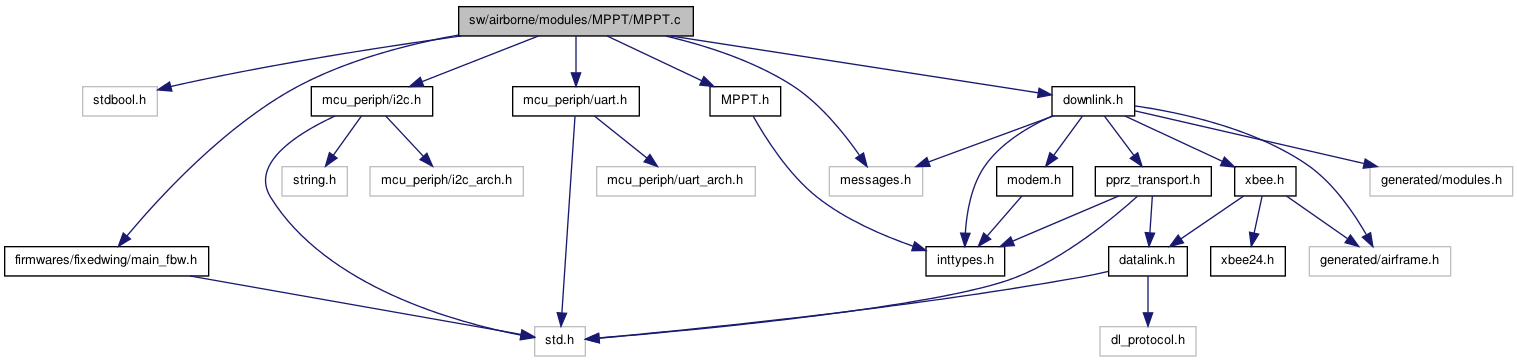 sw/airborne/modules/MPPT/MPPT.c
stdbool.h
mcu_periph/i2c.h
mcu_periph/uart.h
MPPT.h
downlink.h
string.h
mcu_periph/i2c_arch.h
mcu_periph/uart_arch.h
messages.h
modem.h
pprz_transport.h
xbee.h
generated/modules.h
firmwares/fixedwing/main_fbw.h
inttypes.h
datalink.h
xbee24.h
generated/airframe.h
std.h
dl_protocol.h